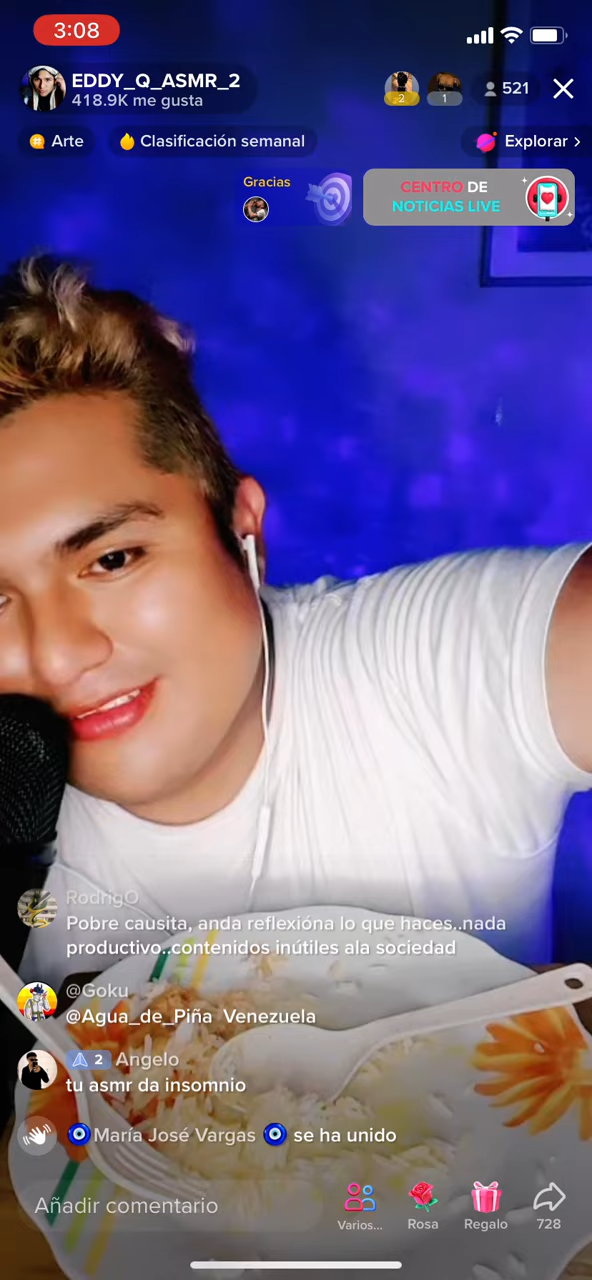 3:08
EDDY_Q_ASMR_2
418.9K me gusta
2
1
521
Arte
Clasificación semanal
Explorar >
Gracias
CENTRO DE
NOTICIAS LIVE
RodrigO
Pobre causita, anda reflexióna lo que haces..nada
productivo..contenidos inútiles ala sociedad
@Goku
@Agua_de_Piña Venezuela
2 Angelo
tu asmr da insomnio
María José Vargas se ha unido
Añadir comentario
Varios...
Rosa
Regalo
728